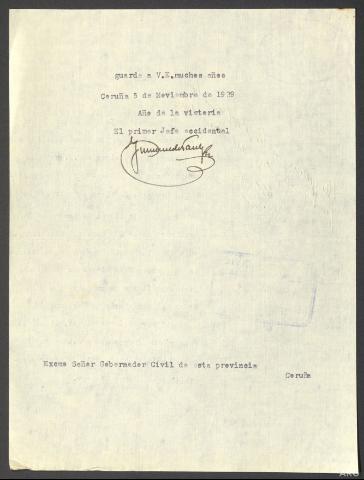 guarde a V.E. muchos años
Coruña 5 de Noviembre de 1939
Año de la victoria
El primer Jefe accidental
Excmo Señor Gobernador Civil de esta provincia
Coruña